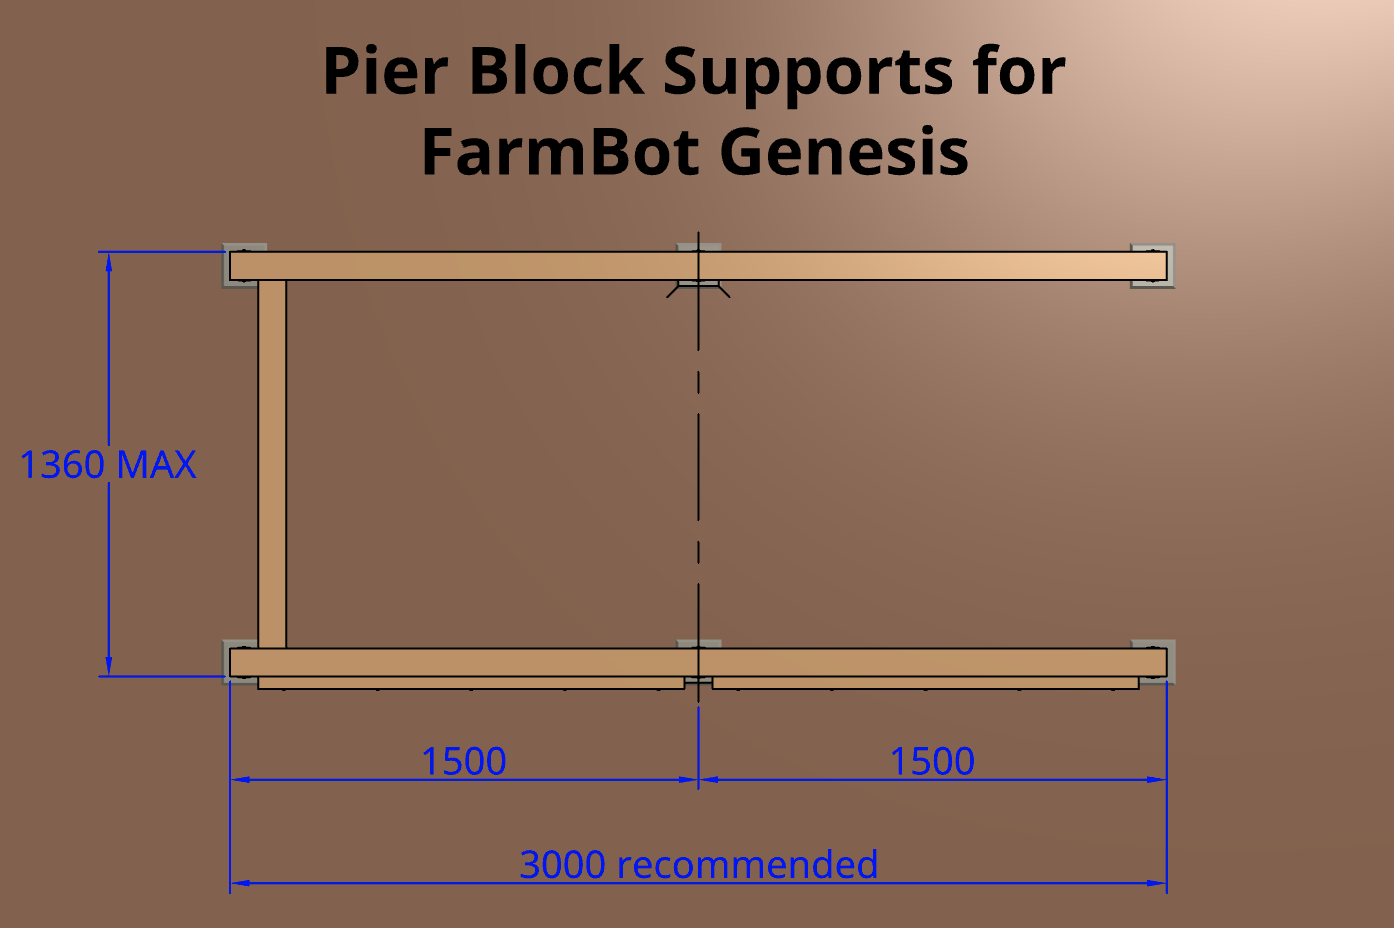 Pier Block Supports for
FarmBot Genesis
1360 MAX
1500
1500
3000 recommended